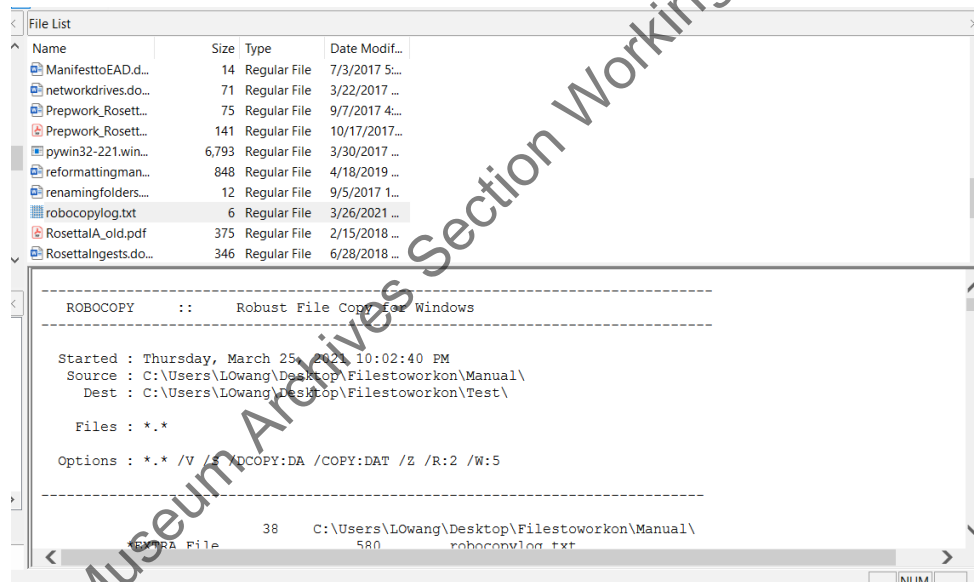 File List
Name Size Type Date Modif...
ManifesttoEAD.d... 14 Regular File 7/3/2017 5:...
networkdrives.do... 71 Regular File 3/22/2017 ...
Prepwork_Rosett... 75 Regular File 9/7/2017 4:...
Prepwork_Rosett... 141 Regular File 10/17/2017...
pywin32-221.win... 6,793 Regular File 3/30/2017 ...
reformattingman... 848 Regular File 4/18/2019 ...
renamingfolders.... 12 Regular File 9/5/2017 1...
robocopylog.txt 6 Regular File 3/26/2021 ...
RosettaIA_old.pdf 375 Regular File 2/15/2018 ...
RosettaIngests.do... 346 Regular File 6/28/2018 ...
-------------------------------------------------------------------------------
ROBOCOPY :: Robust File Copy for Windows
-------------------------------------------------------------------------------
Started : Thursday, March 25, 2021 10:02:40 PM
Source : C:\Users\LOwang\Desktop\Filestoworkon\Manual\
Dest : C:\Users\LOwang\Desktop\Filestoworkon\Test\
Files : *.*
Options : *.* /V /S /DCOPY:DA /COPY:DAT /Z /R:2 /W:5
------------------------------------------------------------------------------
38 C:\Users\LOwang\Desktop\Filestoworkon\Manual\
*EXTRA File 580 robocopylog.txt
NUM
Museum Archives Section Working